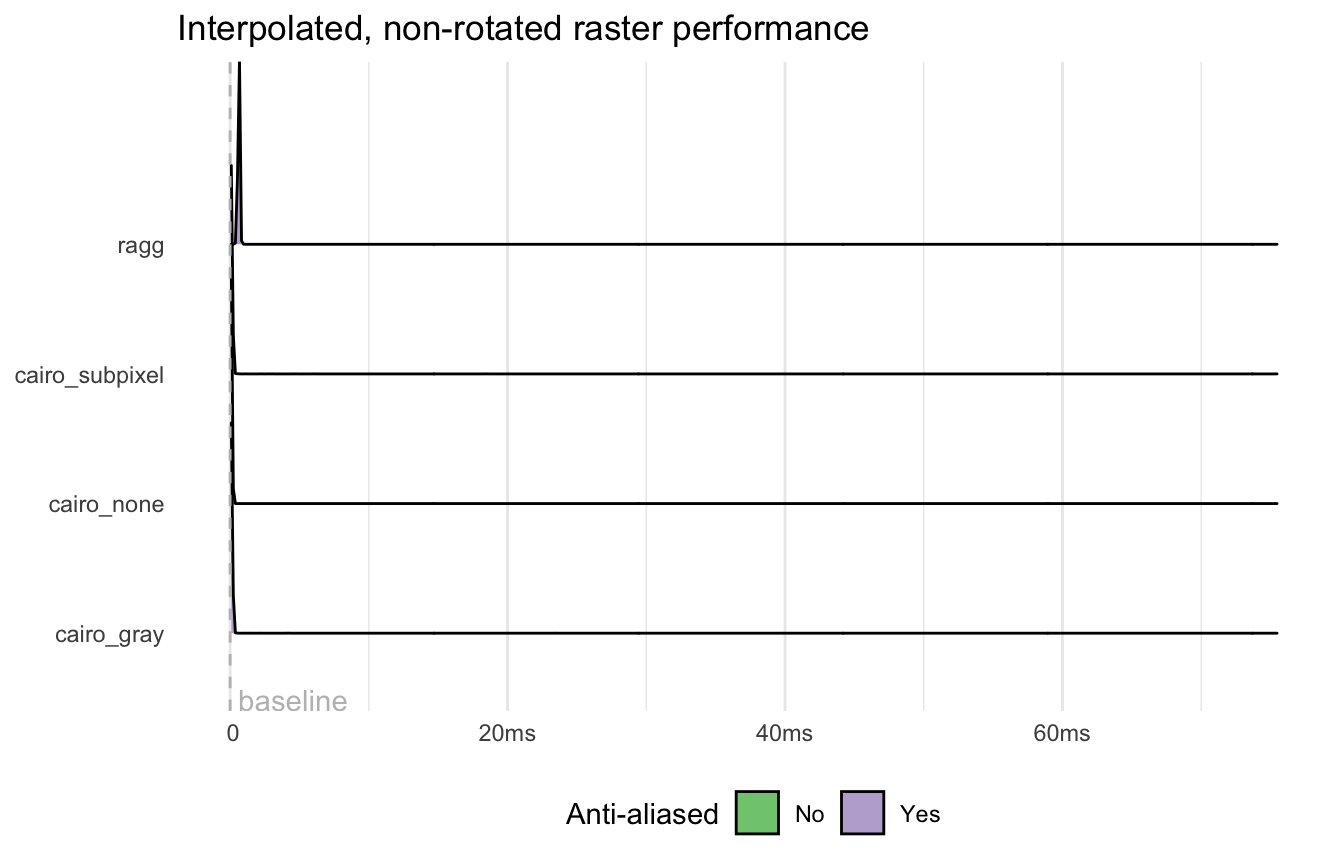 Interpolated, non-rotated raster performance
ragg
cairo_subpixel
cairo_none
cairo_gray
baseline
0 20ms 40ms 60ms
Anti-aliased No Yes